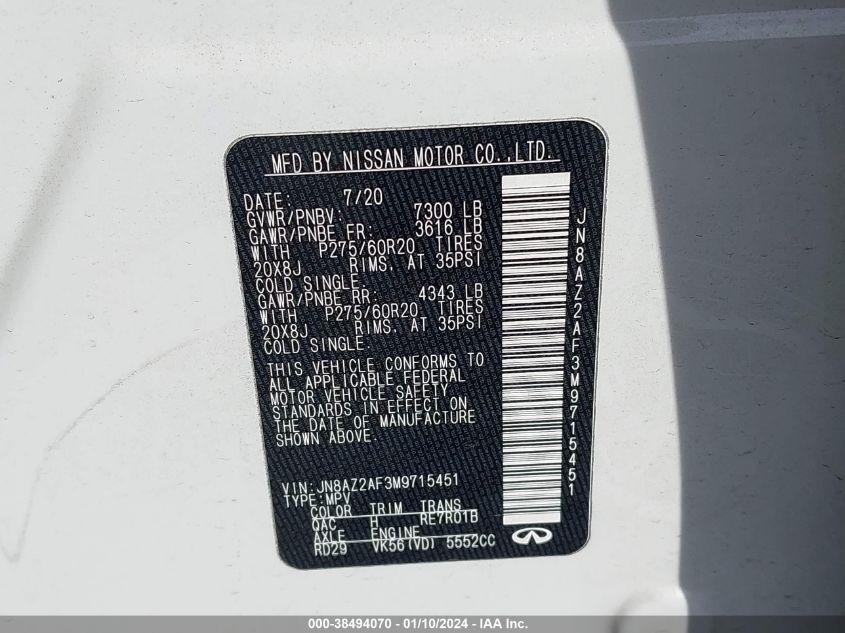 MFD BY NISSAN MOTOR CO.,LTD.
DATE: 7/20
GVWR/PNBV: 7300 LB
GAWR/PNBE FR: 3616 LB
WITH P275/60R20 TIRES
20X8J RIMS, AT 35PSI
COLD SINGLE.
GAWR/PNBE RR: 4343 LB
WITH P275/60R20 TIRES
20X8J RIMS, AT 35PSI
COLD SINGLE.
THIS VEHICLE CONFORMS TO
ALL APPLICABLE FEDERAL
MOTOR VEHICLE SAFETY
STANDARDS IN EFFECT ON
THE DATE OF MANUFACTURE
SHOWN ABOVE.
VIN:JN8AZ2AF3M9715451
TYPE:MPV
COLOR TRIM TRANS
QAC H RE7R01B
AXLE ENGINE
RD29 VK56(VD) 5552CC
JN8AZ2AF3M9715451
000-38494070 - 01/10/2024 - IAA Inc.